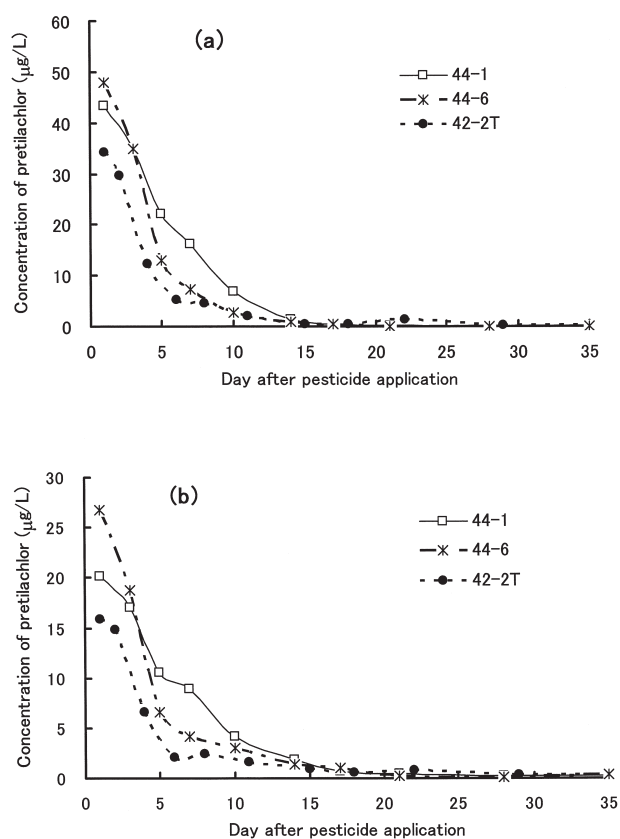 (a)
Concentration of pretilachlor (μg/L)
60
50
40
30
20
10
0
44-1
44-6
42-2T
0 5 10 15 20 25 30 35
Day after pesticide application
(b)
Concentration of pretilachlor (μg/L)
30
25
20
15
10
5
0
44-1
44-6
42-2T
0 5 10 15 20 25 30 35
Day after pesticide application